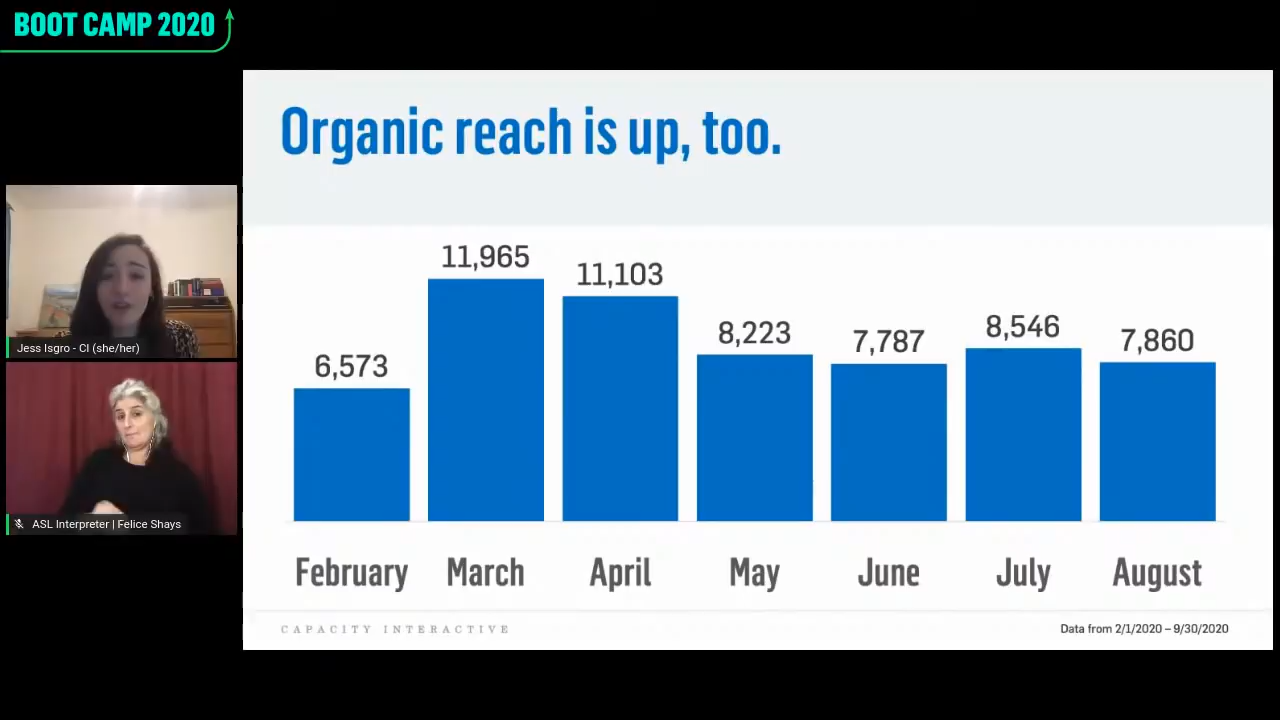 BOOT CAMP 2020
Organic reach is up, too.
6,573
11,965
11,103
8,223
7,787
8,546
7,860
February
March
April
May
June
July
August
CAPACITY INTERACTIVE
Data from 2/1/2020 – 9/30/2020
Jess Isgro - CI (she/her)
ASL Interpreter | Felice Shays